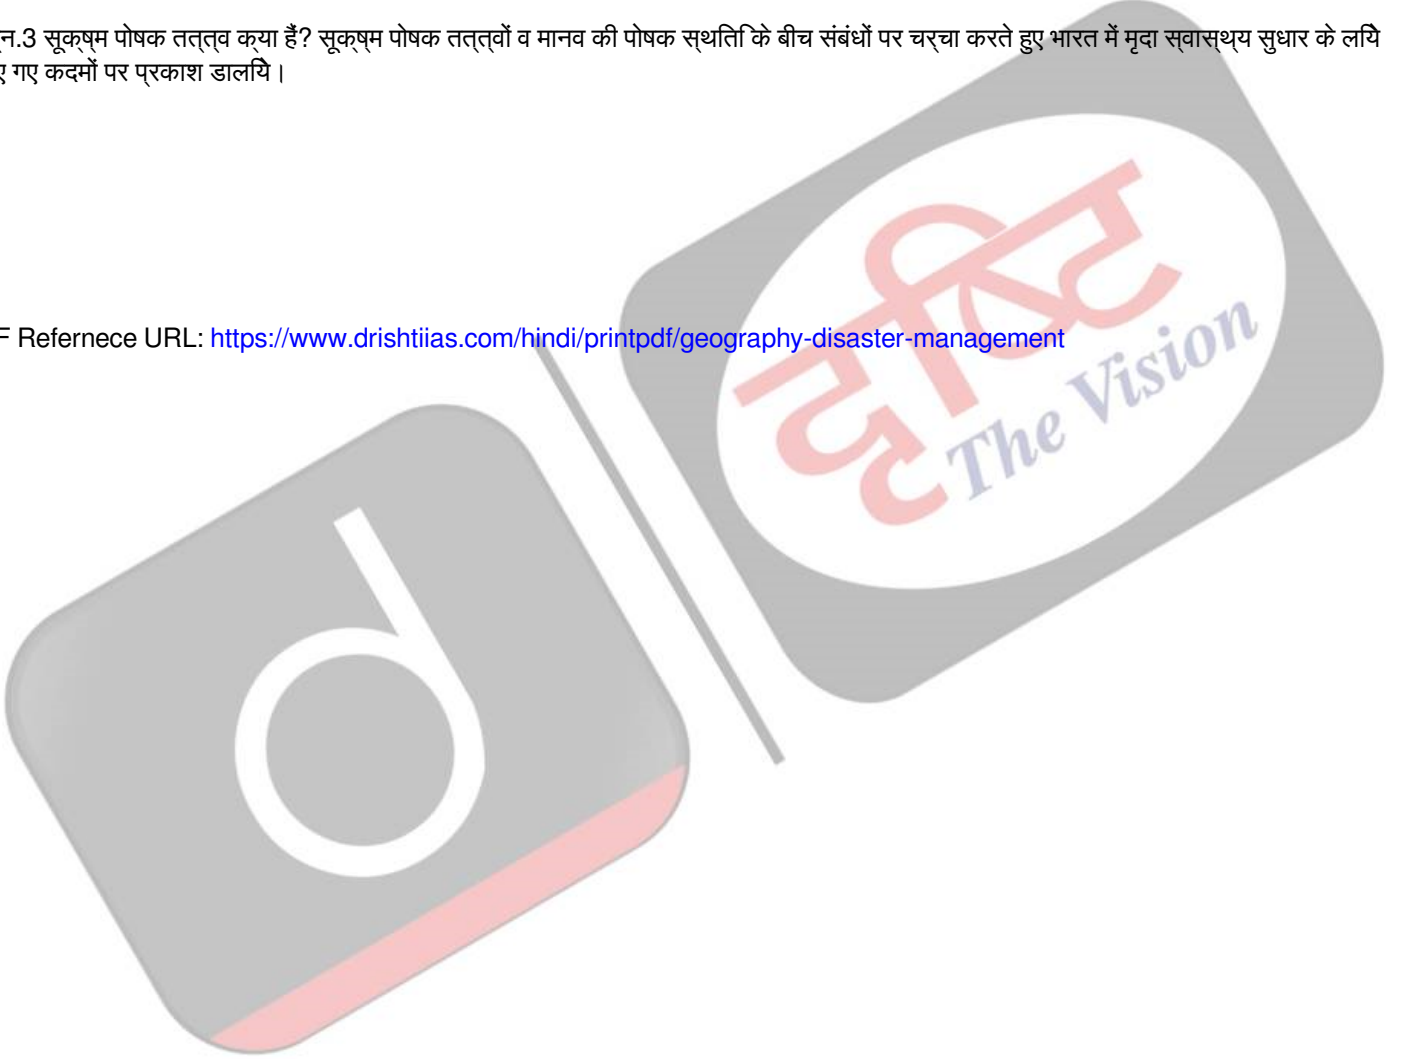 न.3 सूक्ष्म पोषक तत्त्व क्या हैं? सूक्ष्म पोषक तत्त्वों व मानव की पोषक स्थिति के बीच संबंधों पर चर्चा करते हुए भारत में मृदा स्वास्थ्य सुधार के लिये
ए गए कदमों पर प्रकाश डालिये।
दृष्टि
The Vision
F Refernece URL: https://www.drishtiias.com/hindi/printpdf/geography-disaster-management
d